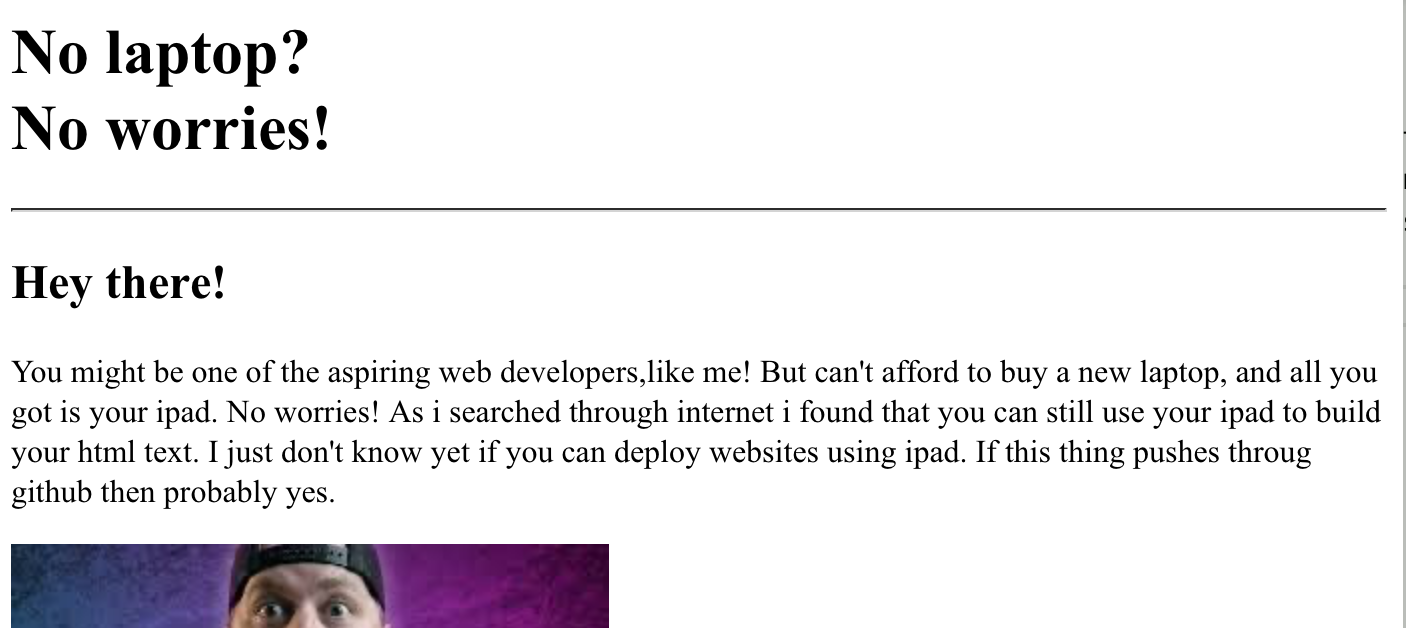 No laptop?
No worries!
Hey there!
You might be one of the aspiring web developers,like me! But can't afford to buy a new laptop, and all you
got is your ipad. No worries! As i searched through internet i found that you can still use your ipad to build
your html text. I just don't know yet if you can deploy websites using ipad. If this thing pushes throug
github then probably yes.